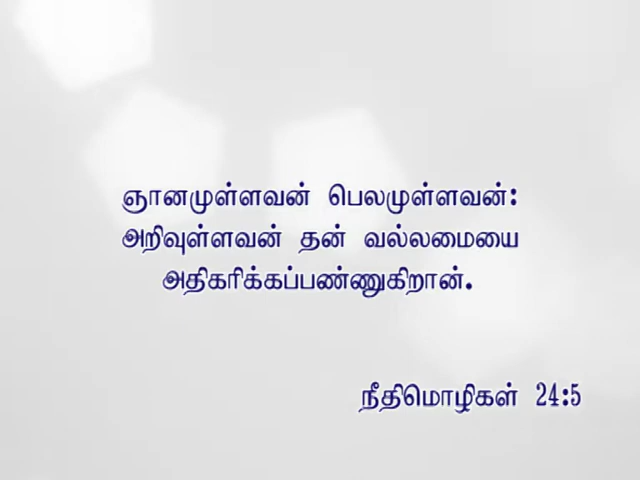 ஞானமுள்ளவன் பெலமுள்ளவன்:
அறிவுள்ளவன் தன் வல்லமையை
அதிகரிக்கப்பண்ணுகிறான்.
நீதிமொழிகள் 24:5